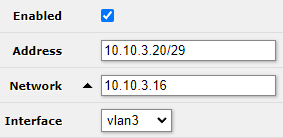 Enabled
Address 10.10.3.20/29
Network 10.10.3.16
Interface vlan3